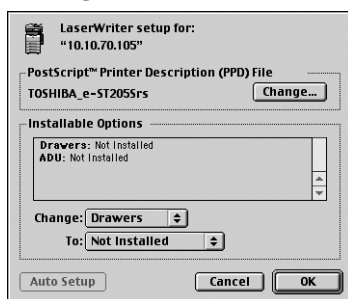 LaserWriter setup for:
“10.10.70.105”
PostScript™ Printer Description (PPD) File
TOSHIBA_e-ST205Srs
Change...
Installable Options
Drawers: Not Installed
ADU: Not Installed
Change: Drawers
To: Not Installed
Auto Setup
Cancel
OK